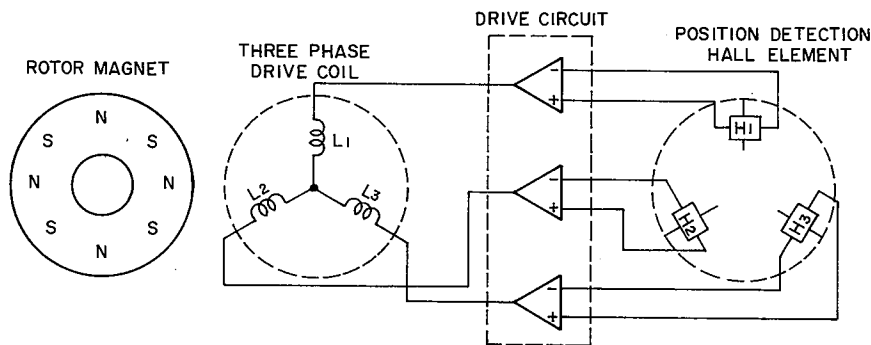 DRIVE CIRCUIT
POSITION DETECTION
HALL ELEMENT
THREE PHASE
DRIVE COIL
ROTOR MAGNET
N
S
S
N
N
S
S
N
L1
L2
L3
-
+
-
+
-
+
H1
H2
H3